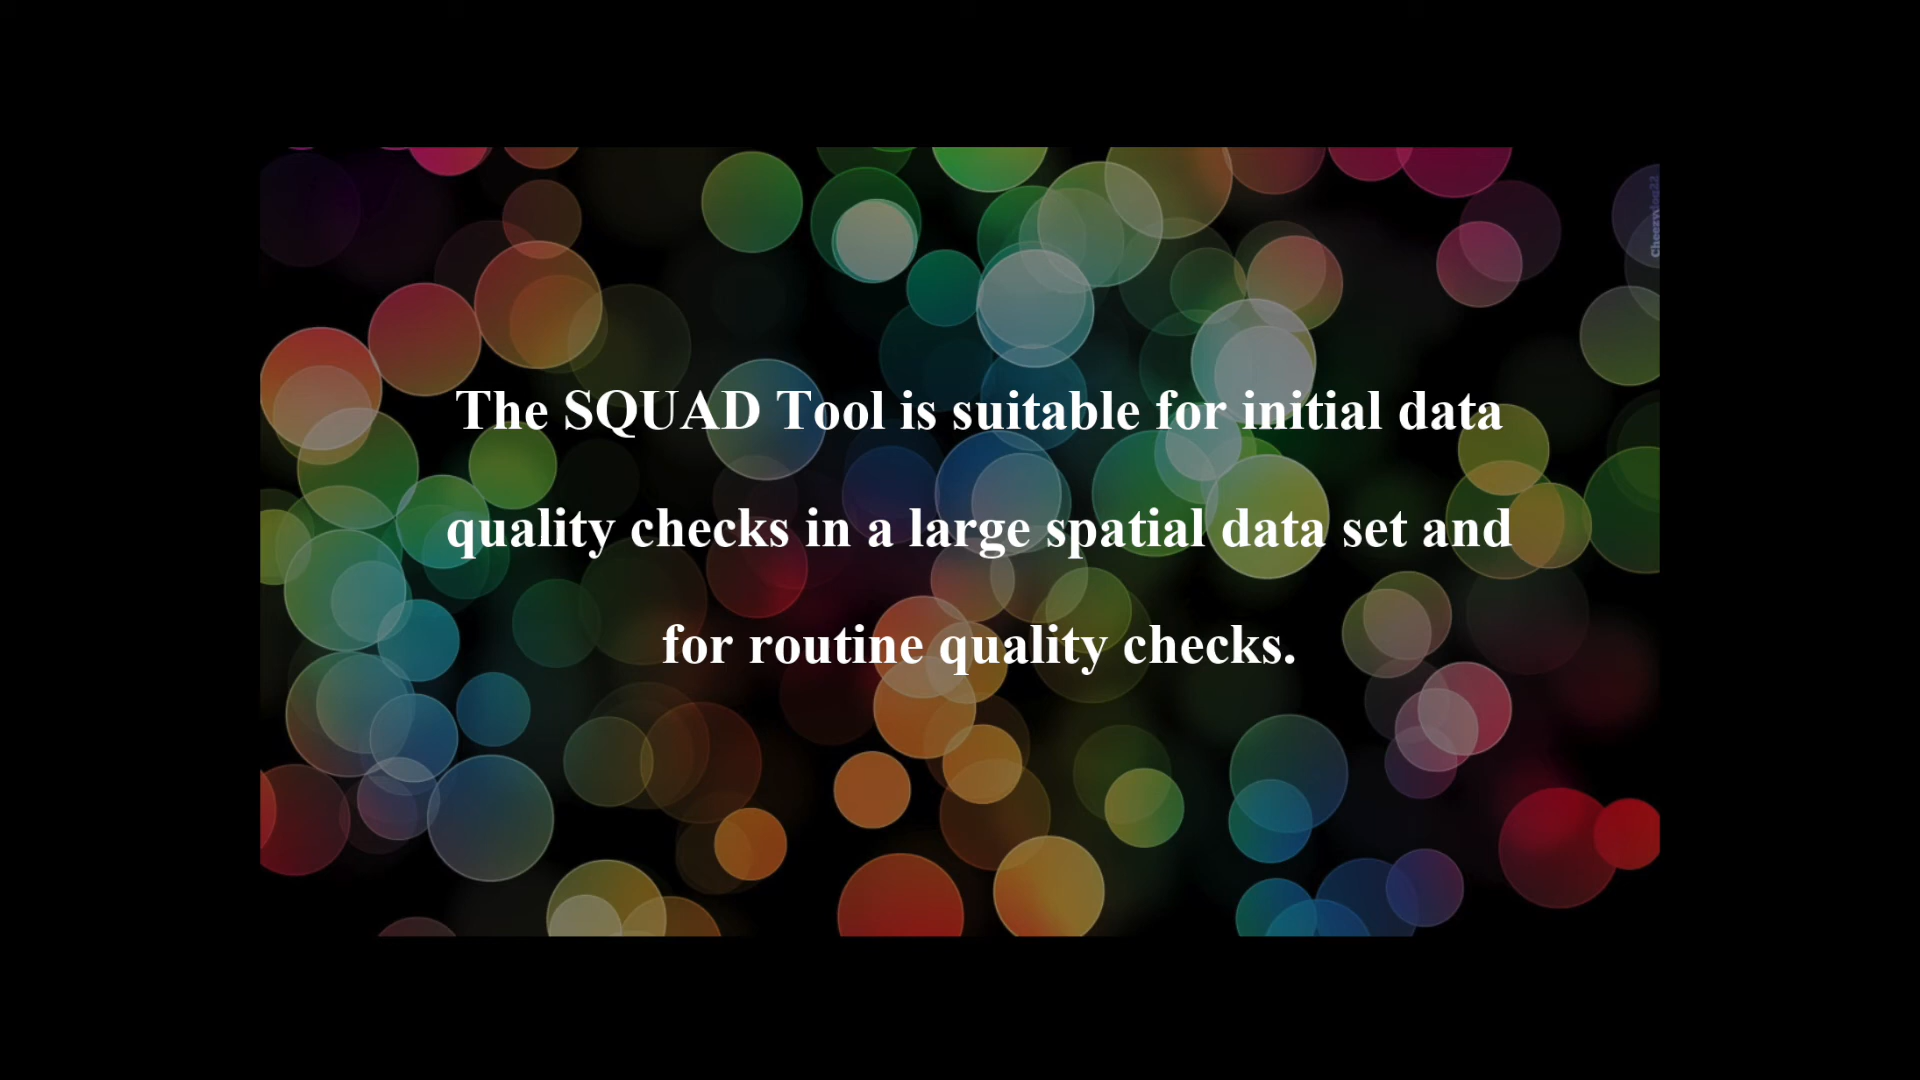 The SQUAD Tool is suitable for initial data
quality checks in a large spatial data set and
for routine quality checks.